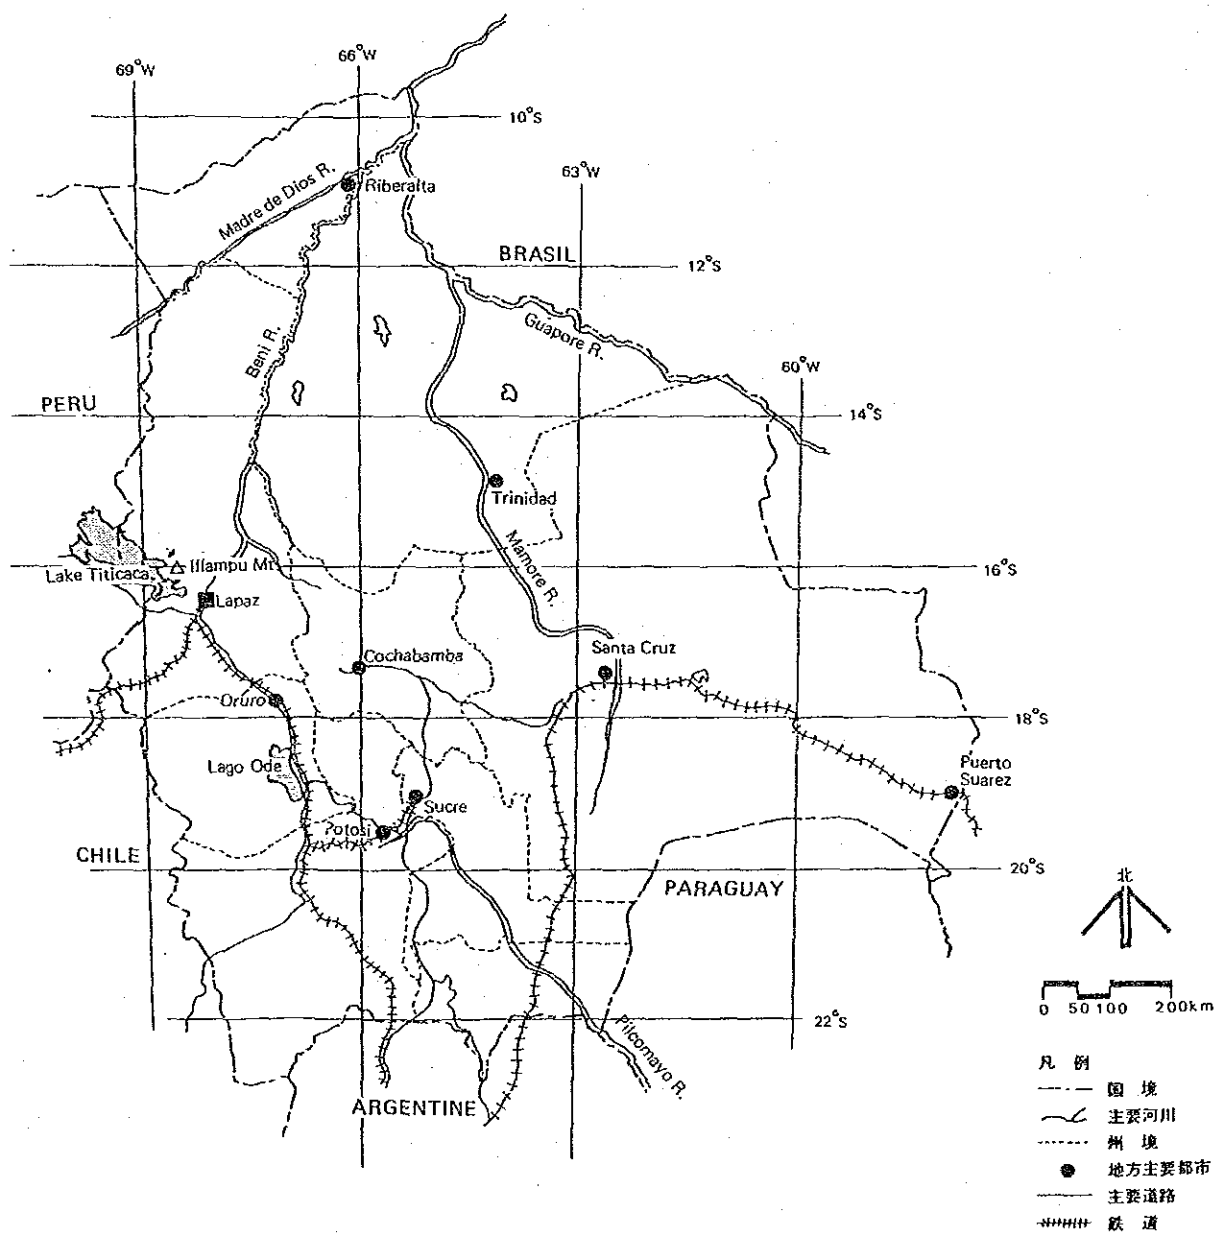 66°W
69°W
10°S
63°W
Madre de Dios R.
Riberalta
BRASIL
12°S
Guapore R.
Beni R.
60°W
PERU
14°S
Trinidad
Mamore R.
Illampu Mt.
Lake Titicaca
16°S
Lapaz
Santa Cruz
Cochabamba
Oruro
18°S
Lago Ode
Puerto
Suarez
Sucre
Potosi
CHILE
20°S
PARAGUAY
北
0 50 100 200km
22°S
Pilcomayo R.
ARGENTINE
凡 例
国 境
主要河川
州 境
地方主要都市
主要道路
鉄 道